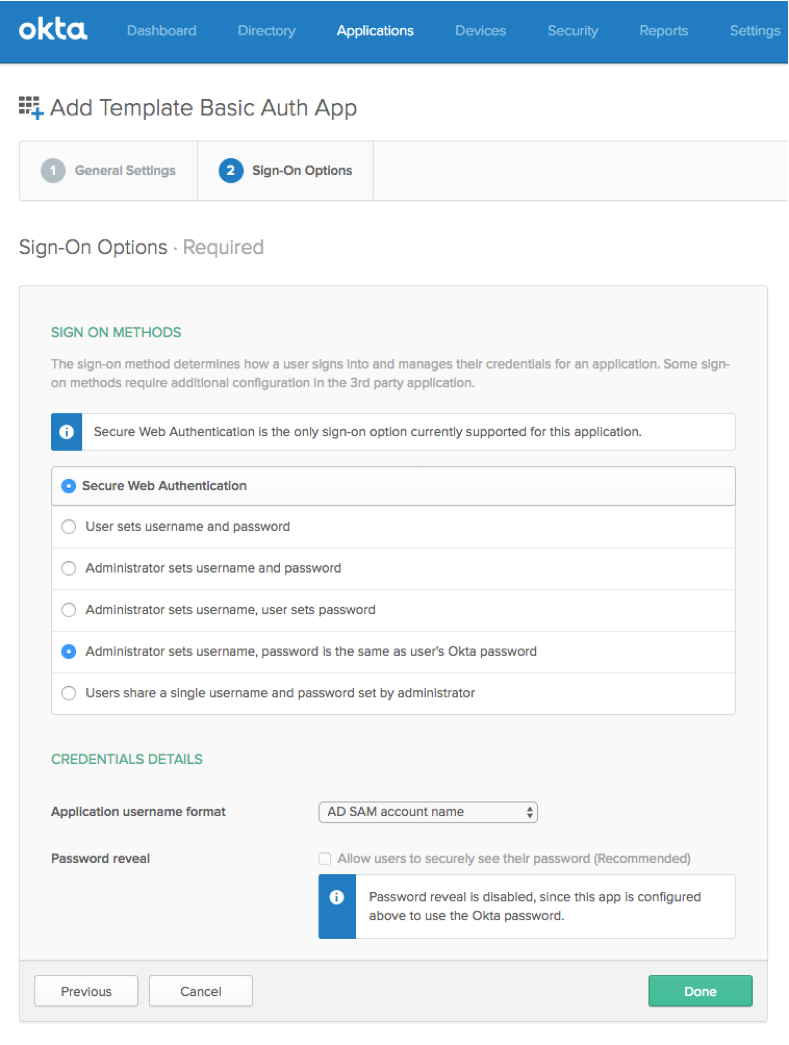 okta Dashboard Directory Applications Devices Security Reports Settings
Add Template Basic Auth App
1 General Settings 2 Sign-On Options
Sign-On Options · Required
SIGN ON METHODS
The sign-on method determines how a user signs into and manages their credentials for an application. Some sign-
on methods require additional configuration in the 3rd party application.
Secure Web Authentication is the only sign-on option currently supported for this application.
Secure Web Authentication
User sets username and password
Administrator sets username and password
Administrator sets username, user sets password
Administrator sets username, password is the same as user's Okta password
Users share a single username and password set by administrator
CREDENTIALS DETAILS
Application username format AD SAM account name
Password reveal Allow users to securely see their password (Recommended)
Password reveal is disabled, since this app is configured
above to use the Okta password.
Previous Cancel Done